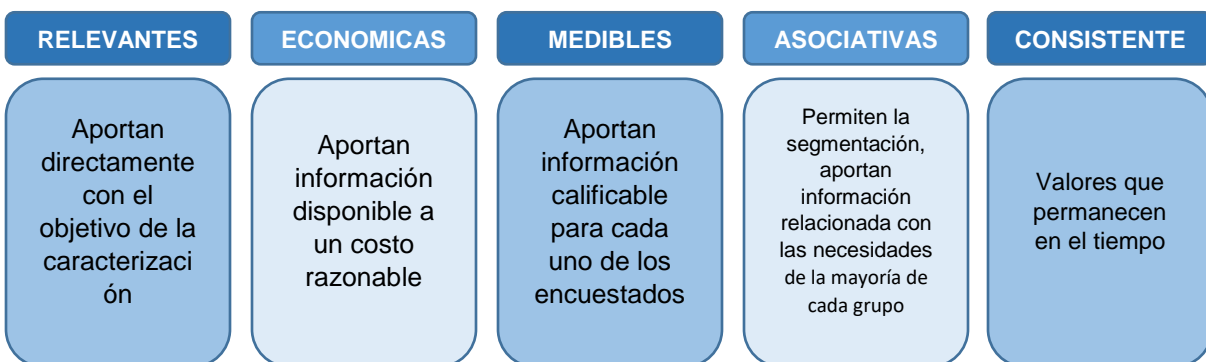 RELEVANTES
Aportan
directamente
con el
objetivo de la
caracterizaci
ón
ECONOMICAS
Aportan
información
disponible a
un costo
razonable
MEDIBLES
Aportan
información
calificable
para cada
uno de los
encuestados
ASOCIATIVAS
Permiten la
segmentación,
aportan
información
relacionada con
las necesidades
de la mayoría de
cada grupo
CONSISTENTE
Valores que
permanecen
en el tiempo